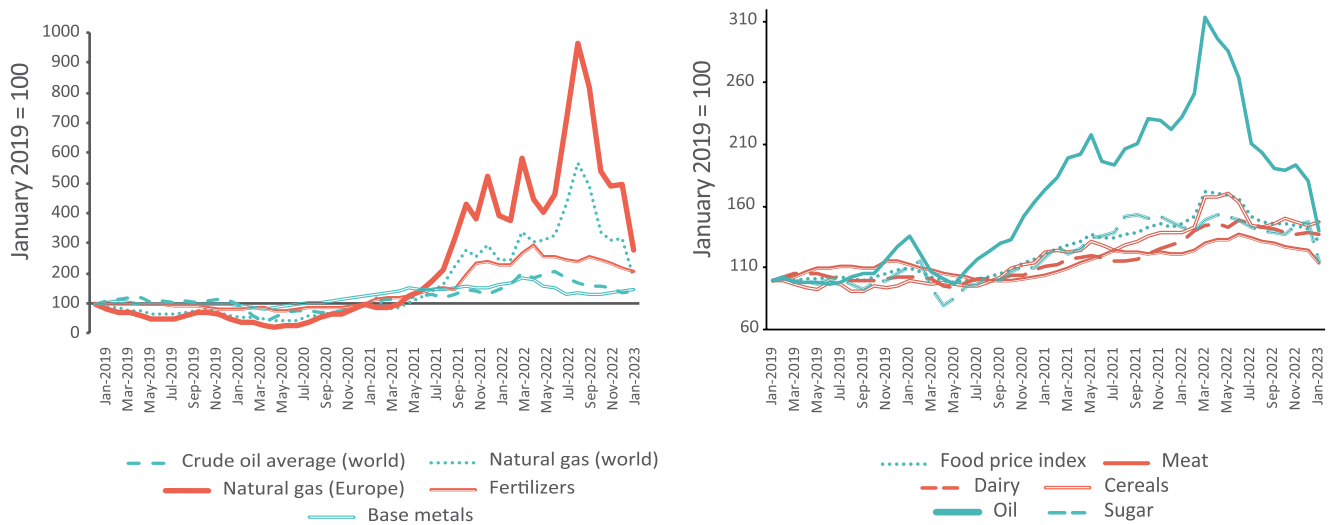 January 2019 = 100
1000
900
800
700
600
500
400
300
200
100
0
Jan-2019
Mar-2019
May-2019
Jul-2019
Sep-2019
Nov-2019
Jan-2020
Mar-2020
May-2020
Jul-2020
Sep-2020
Nov-2020
Jan-2021
Mar-2021
May-2021
Jul-2021
Sep-2021
Nov-2021
Jan-2022
Mar-2022
May-2022
Jul-2022
Sep-2022
Nov-2022
Jan-2023
Crude oil average (world)
Natural gas (world)
Natural gas (Europe)
Fertilizers
Base metals
January 2019 = 100
310
260
210
160
110
60
Jan-2019
Mar-2019
May-2019
Jul-2019
Sep-2019
Nov-2019
Jan-2020
Mar-2020
May-2020
Jul-2020
Sep-2020
Nov-2020
Jan-2021
Mar-2021
May-2021
Jul-2021
Sep-2021
Nov-2021
Jan-2022
Mar-2022
May-2022
Jul-2022
Sep-2022
Nov-2022
Jan-2023
Food price index
Meat
Dairy
Cereals
Oil
Sugar